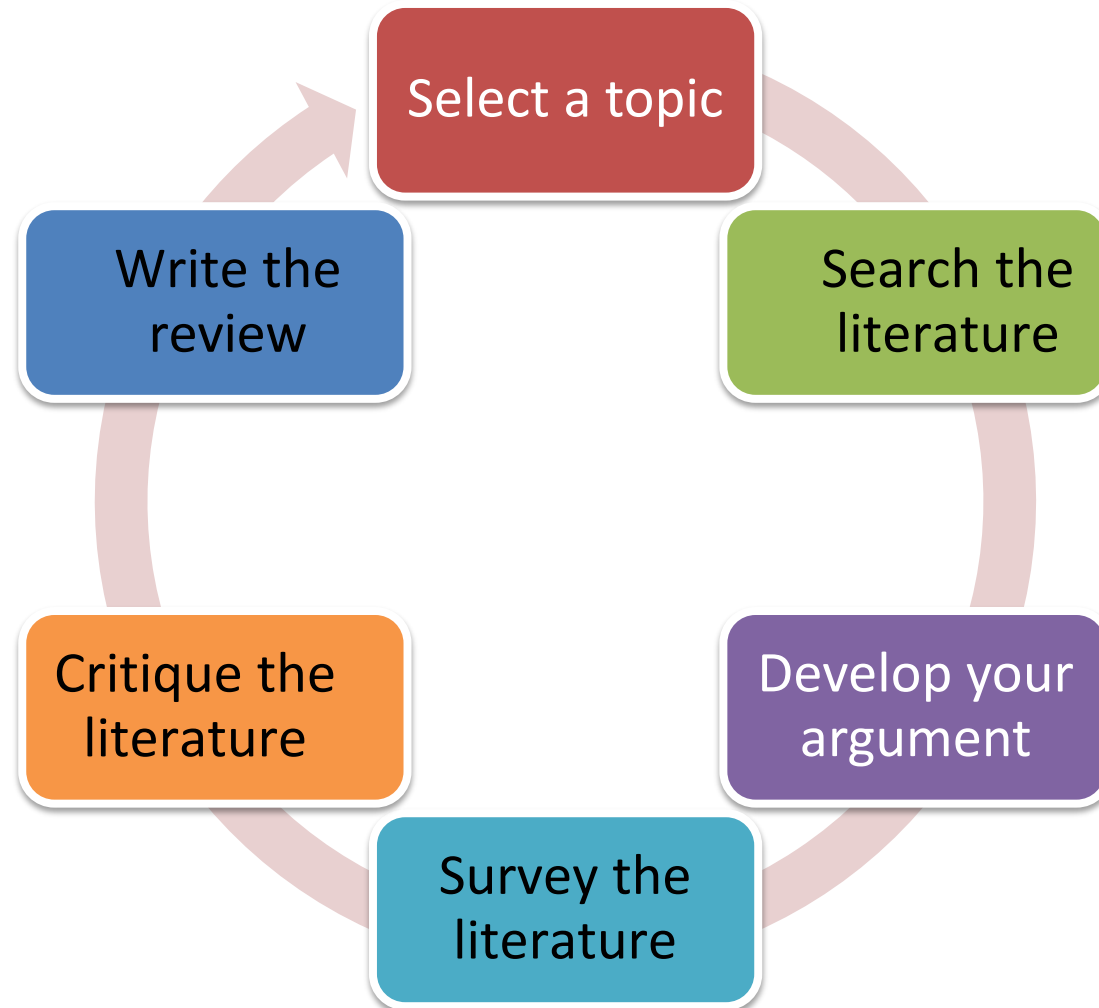 Select a topic
Search the
literature
Develop your
argument
Survey the
literature
Critique the
literature
Write the
review